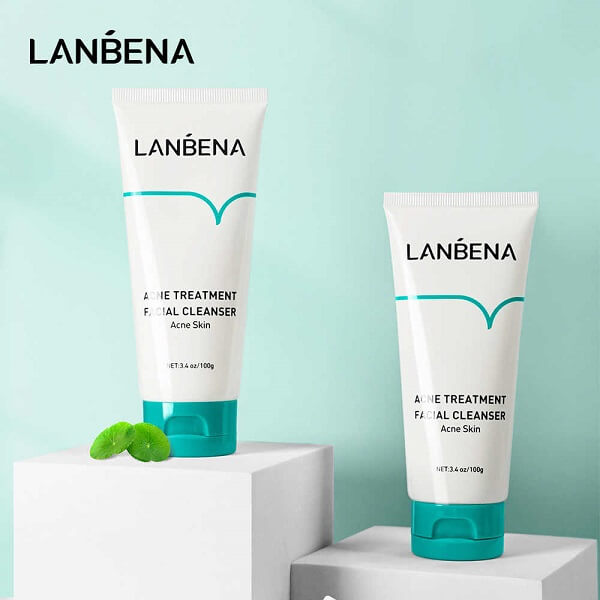 LANBENA
LANBENA
ACNE TREATMENT
FACIAL CLEANSER
Acne Skin
NET:3.4 oz/100g
LANBENA
ACNE TREATMENT
FACIAL CLEANSER
Acne Skin
NET:3.4 oz/100g